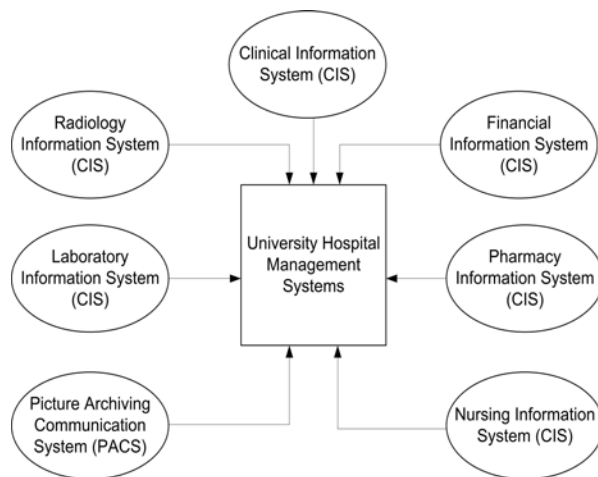 Clinical Information
System (CIS)
Radiology
Information System
(CIS)
Financial
Information System
(CIS)
University Hospital
Management
Systems
Laboratory
Information System
(CIS)
Pharmacy
Information System
(CIS)
Picture Archiving
Communication
System (PACS)
Nursing Information
System (CIS)